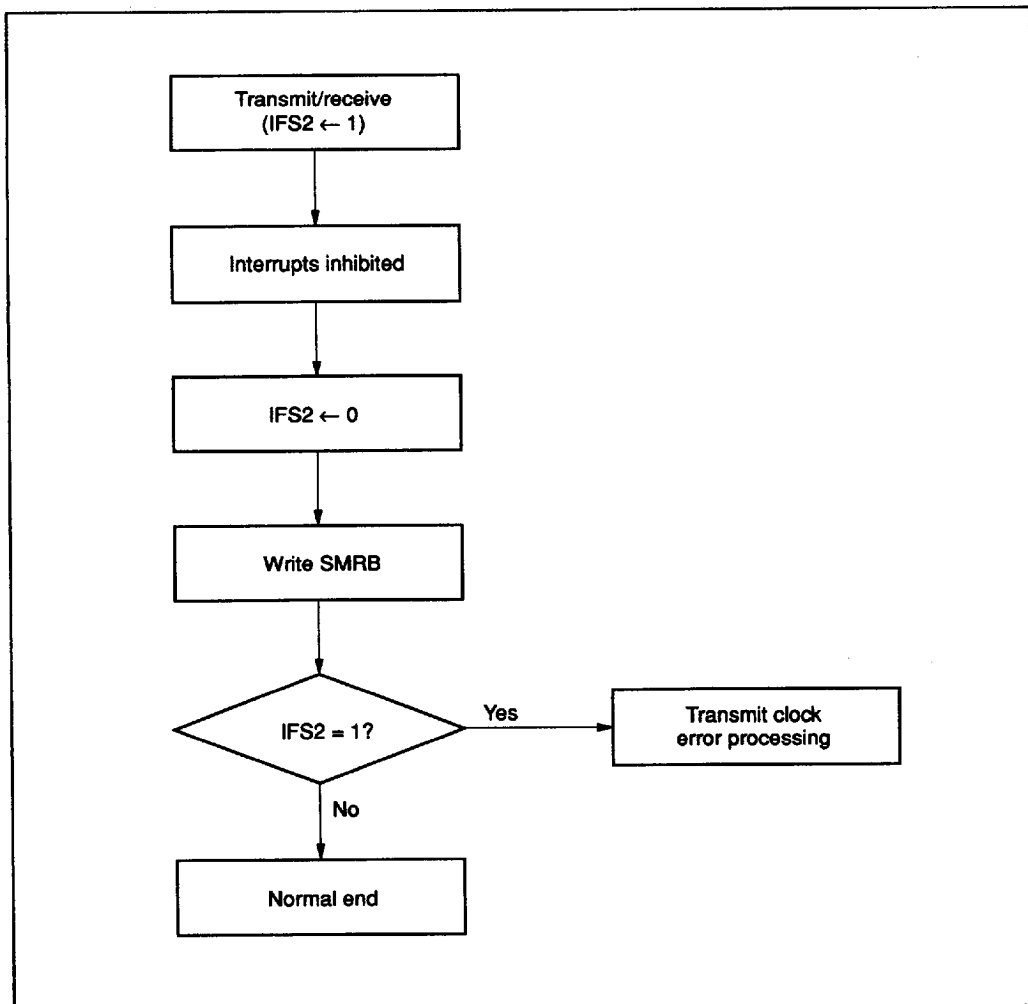 Transmit/receive
(IFS2 ← 1)
Interrupts inhibited
IFS2 ← 0
Write SMRB
IFS2 = 1?
Yes
Transmit clock
error processing
No
Normal end